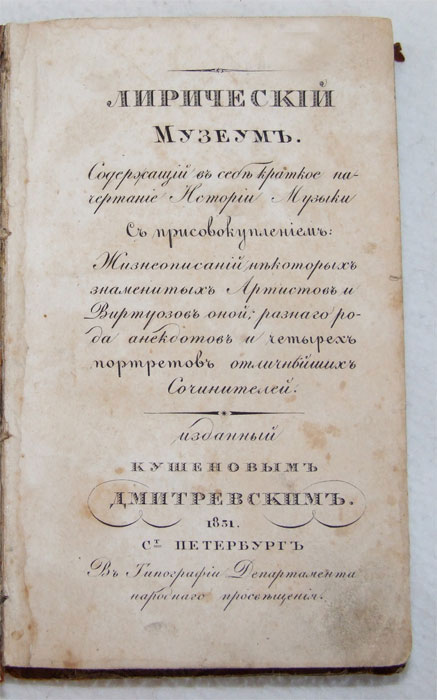 ЛИРИЧЕСКІЙ
МУЗЕУМЪ.
Содержащій въ себѣ краткое на-
чертаніе Исторіи Музыки
Съ присовокупленіемъ:
Жизнеописаній нѣкоторыхъ
знаменитыхъ Артистовъ и
Виртуозовъ оной; разнаго ро-
да анекдотовъ и четырехъ
портретовъ отличнѣйшихъ
Сочинителей.
изданный
КУШЕНОВЫМЪ
ДМИТРЕВСКИМЪ.
1831.
СТ ПЕТЕРБУРГЪ
Въ Типографіи Департамента
народнаго просвѣщенія.